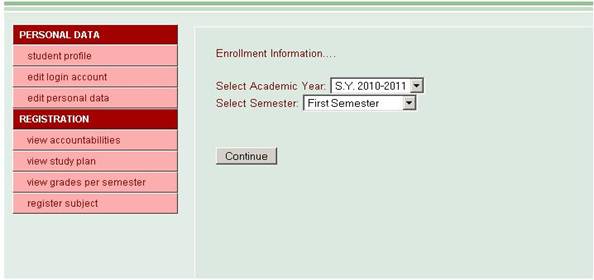 PERSONAL DATA
student profile
edit login account
edit personal data
REGISTRATION
view accountabilities
view study plan
view grades per semester
register subject
Enrollment Information....
Select Academic Year: S.Y. 2010-2011
Select Semester: First Semester
Continue